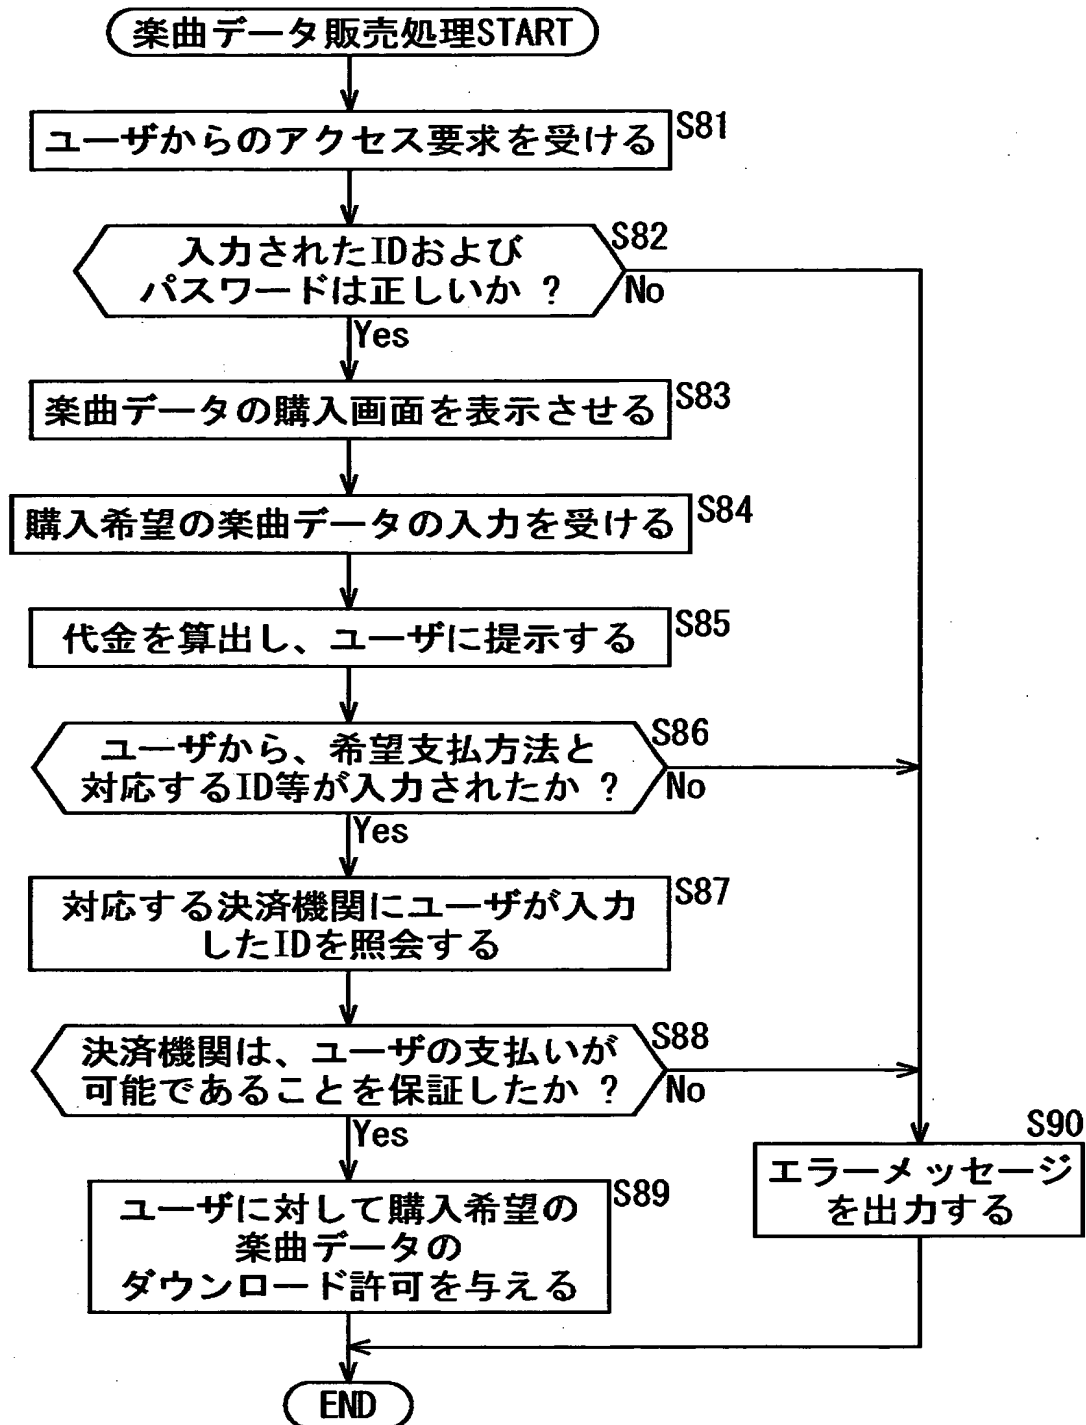 楽曲データ販売処理START
ユーザからのアクセス要求を受ける
S81
入力されたIDおよび
パスワードは正しいか ?
S82
No
Yes
楽曲データの購入画面を表示させる
S83
購入希望の楽曲データの入力を受ける
S84
代金を算出し、ユーザに提示する
S85
ユーザから、希望支払方法と
対応するID等が入力されたか ?
S86
No
Yes
対応する決済機関にユーザが入力
したIDを照会する
S87
決済機関は、ユーザの支払いが
可能であることを保証したか ?
S88
No
Yes
ユーザに対して購入希望の
楽曲データの
ダウンロード許可を与える
S89
S90
エラーメッセージ
を出力する
END